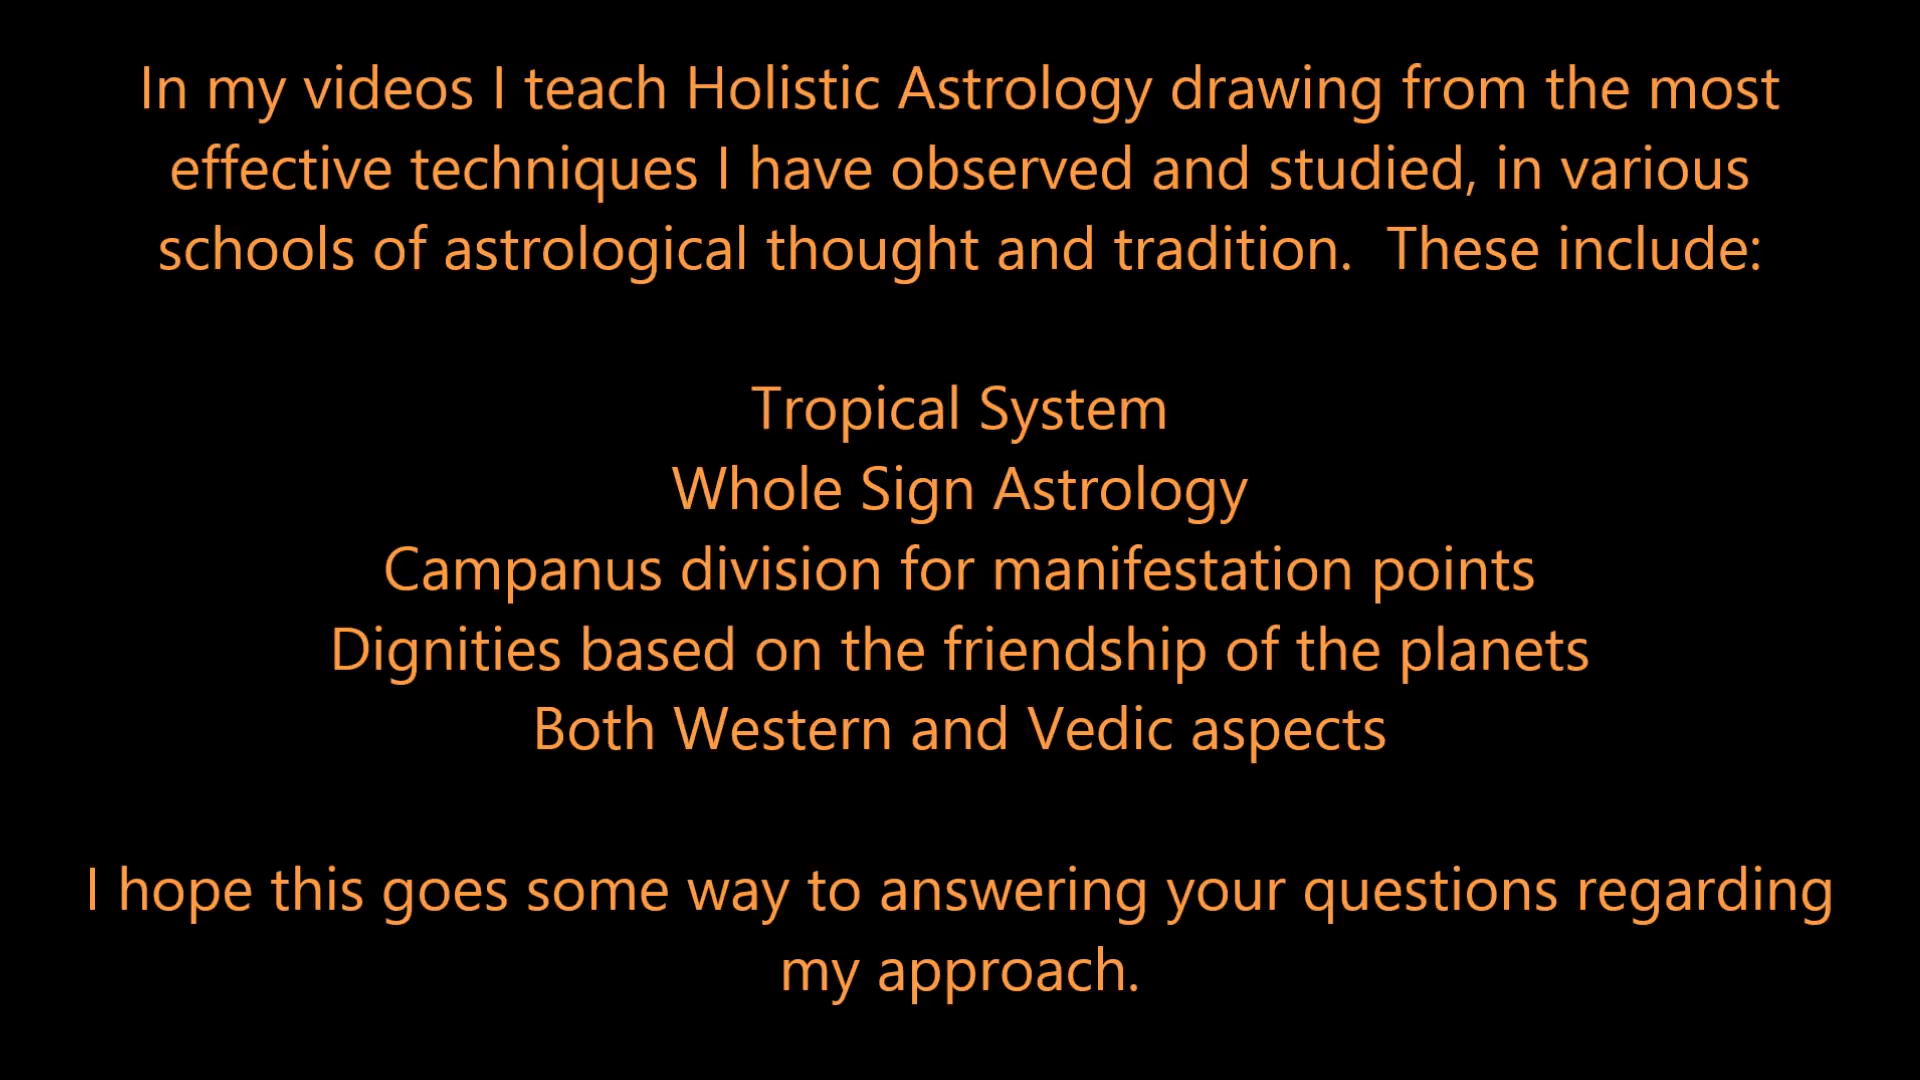 In my videos I teach Holistic Astrology drawing from the most
effective techniques I have observed and studied, in various
schools of astrological thought and tradition.  These include:
Tropical System
Whole Sign Astrology
Campanus division for manifestation points
Dignities based on the friendship of the planets
Both Western and Vedic aspects
I hope this goes some way to answering your questions regarding
my approach.